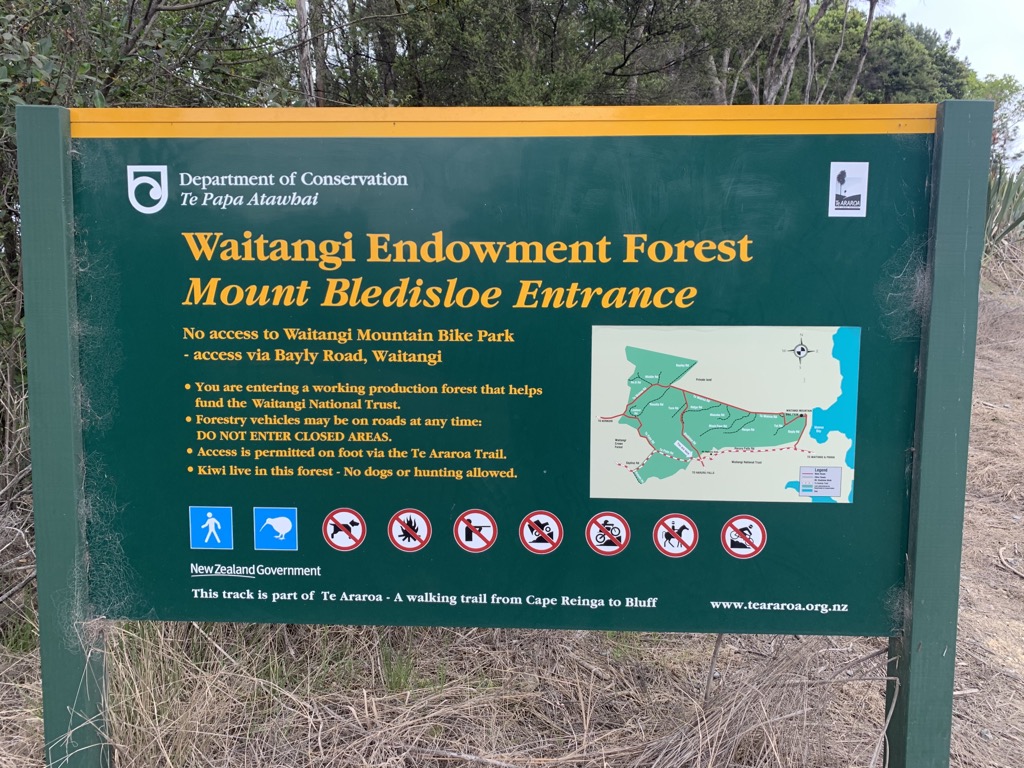 Department of Conservation
Te Papa Atawhai
TE ARAROA
Waitangi Endowment Forest
Mount Bledisloe Entrance
No access to Waitangi Mountain Bike Park
- access via Bayly Road, Waitangi
• You are entering a working production forest that helps
fund the Waitangi National Trust.
• Forestry vehicles may be on roads at any time:
DO NOT ENTER CLOSED AREAS.
• Access is permitted on foot via the Te Araroa Trail.
• Kiwi live in this forest - No dogs or hunting allowed.
Legend
New Zealand Government
This track is part of Te Araroa - A walking trail from Cape Reinga to Bluff
www.teararoa.org.nz